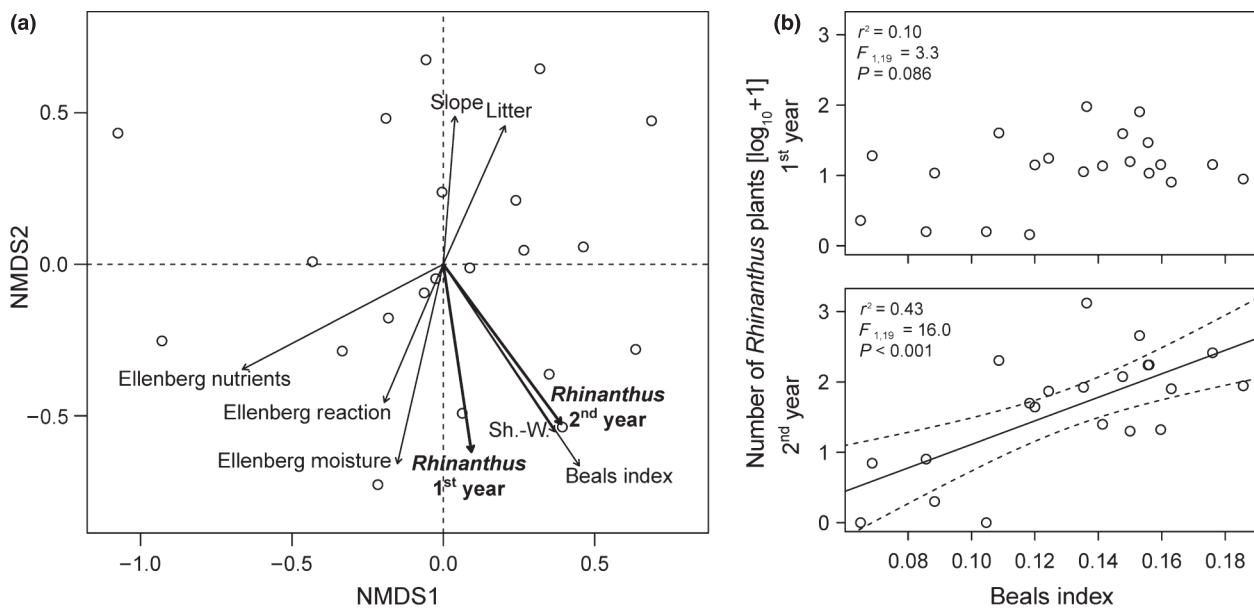 (a)
NMDS2
0.5
0.0
−0.5
Slope
Litter
Ellenberg nutrients
Ellenberg reaction
Ellenberg moisture
Rhinanthus
1st year
Rhinanthus
2nd year
Sh.-W.
Beals index
−1.0
−0.5
0.0
0.5
NMDS1
(b)
Number of Rhinanthus plants [log10+1]
1st year
2nd year
3
2
1
0
r² = 0.10
F1,19 = 3.3
P = 0.086
3
2
1
0
r² = 0.43
F1,19 = 16.0
P < 0.001
0.08
0.10
0.12
0.14
0.16
0.18
Beals index